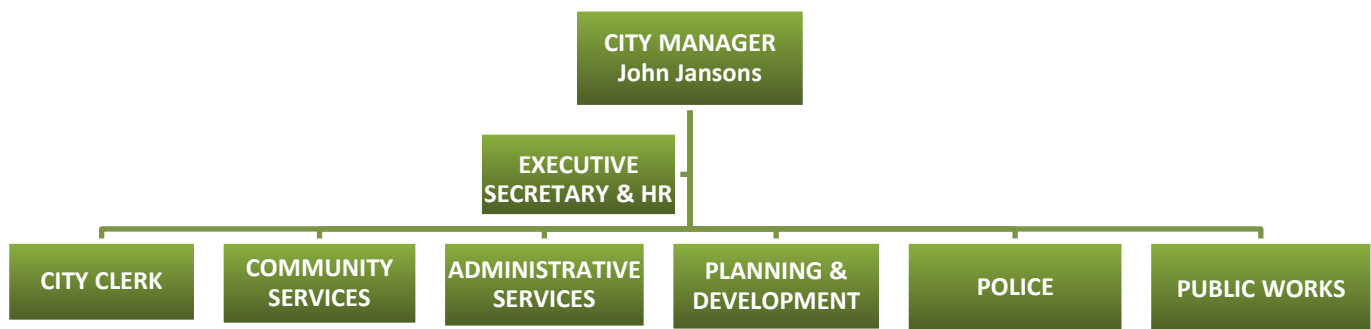 CITY MANAGER
John Jansons
EXECUTIVE
SECRETARY & HR
CITY CLERK
COMMUNITY
SERVICES
ADMINISTRATIVE
SERVICES
PLANNING &
DEVELOPMENT
POLICE
PUBLIC WORKS